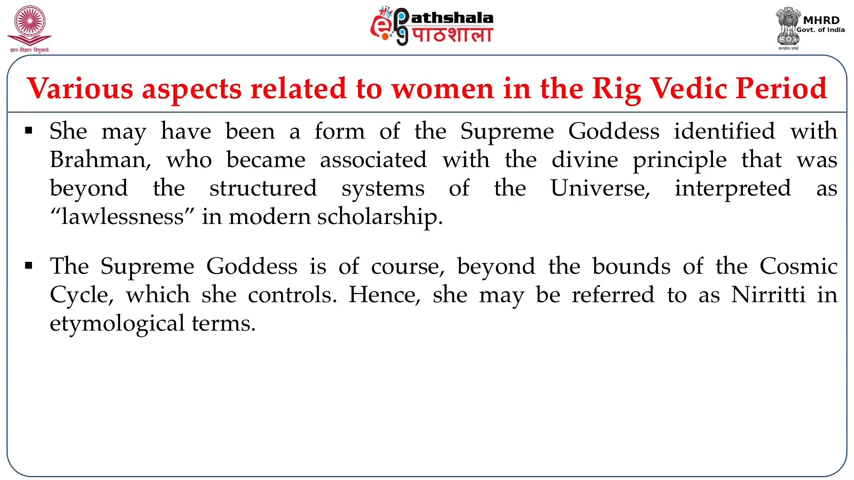 ePathshala
पाठशाला
MHRD
Govt. of India
ज्ञान-विज्ञान विमुक्तये
Various aspects related to women in the Rig Vedic Period
▪ She may have been a form of the Supreme Goddess identified with
Brahman, who became associated with the divine principle that was
beyond the structured systems of the Universe, interpreted as
“lawlessness” in modern scholarship.
▪ The Supreme Goddess is of course, beyond the bounds of the Cosmic
Cycle, which she controls. Hence, she may be referred to as Nirritti in
etymological terms.